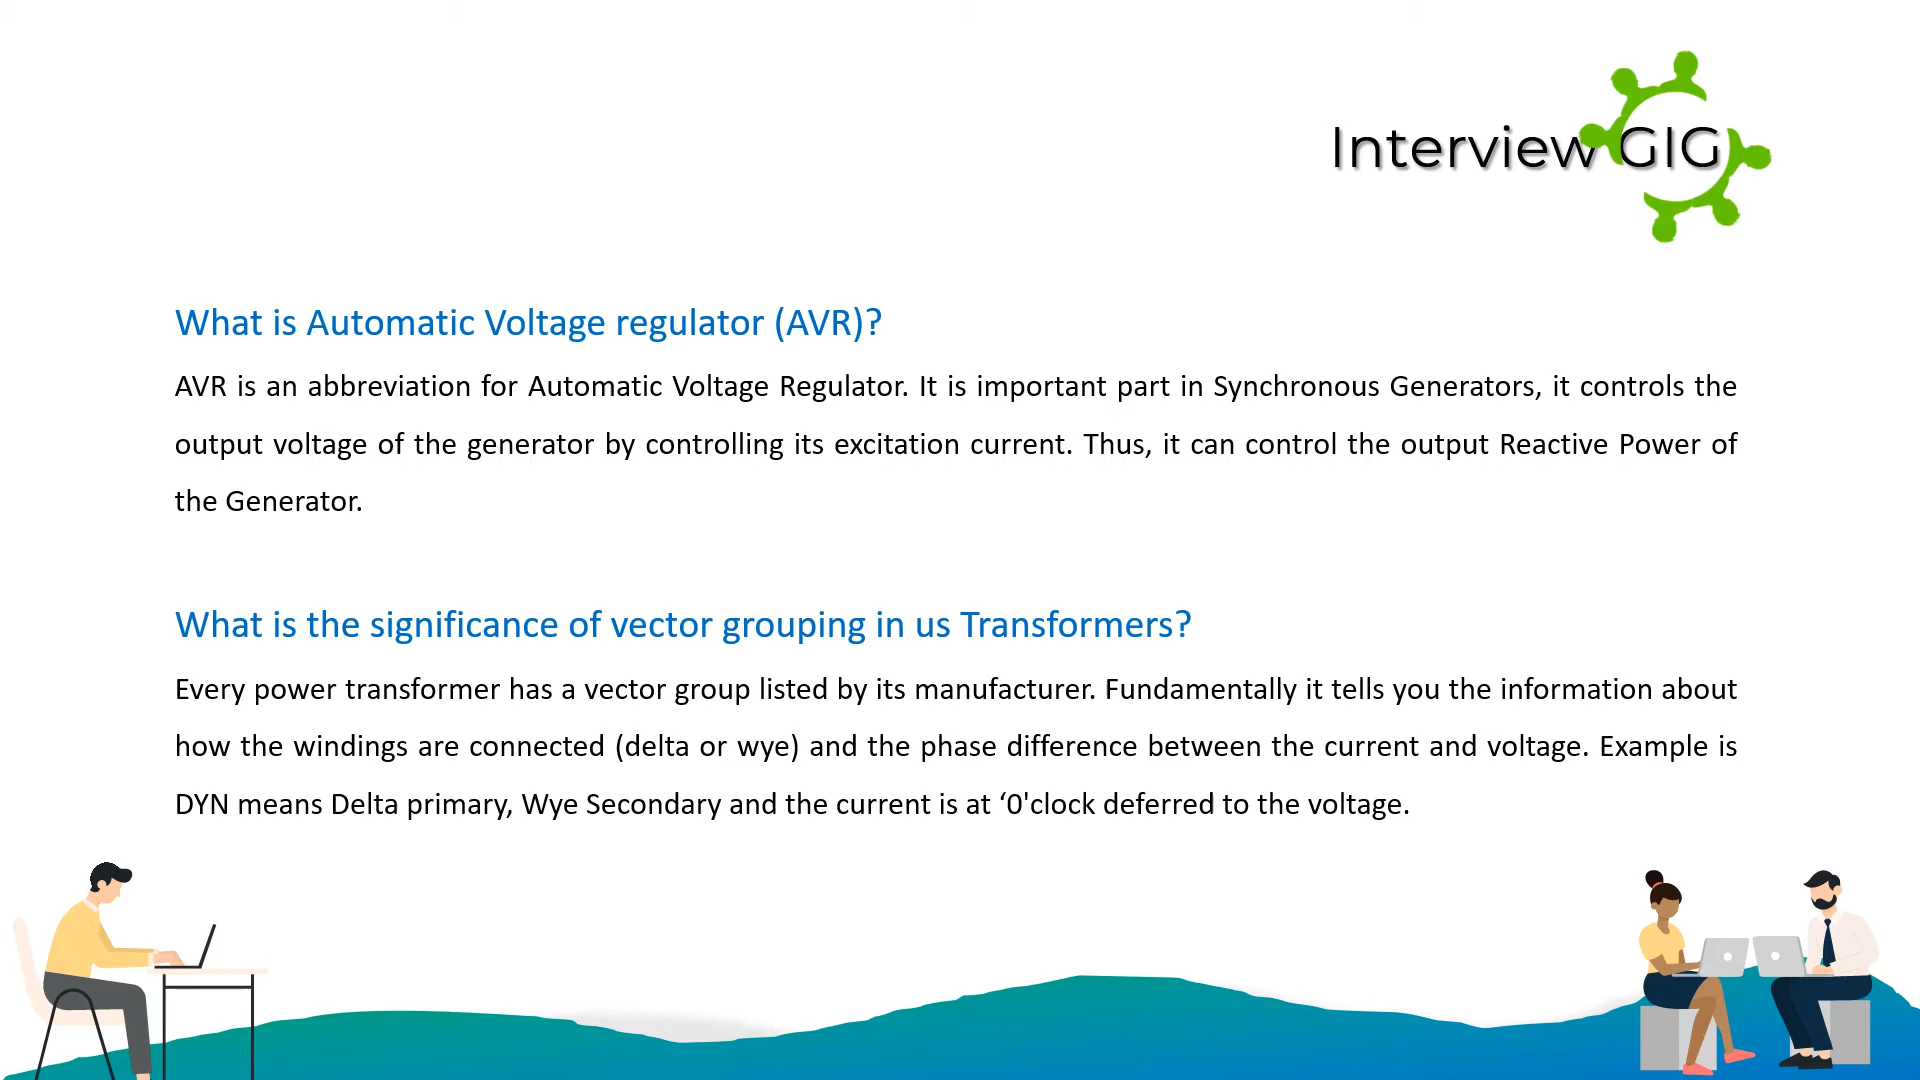 Interview GIG
What is Automatic Voltage regulator (AVR)?
AVR is an abbreviation for Automatic Voltage Regulator. It is important part in Synchronous Generators, it controls the
output voltage of the generator by controlling its excitation current. Thus, it can control the output Reactive Power of
the Generator.
What is the significance of vector grouping in us Transformers?
Every power transformer has a vector group listed by its manufacturer. Fundamentally it tells you the information about
how the windings are connected (delta or wye) and the phase difference between the current and voltage. Example is
DYN means Delta primary, Wye Secondary and the current is at ‘0'clock deferred to the voltage.